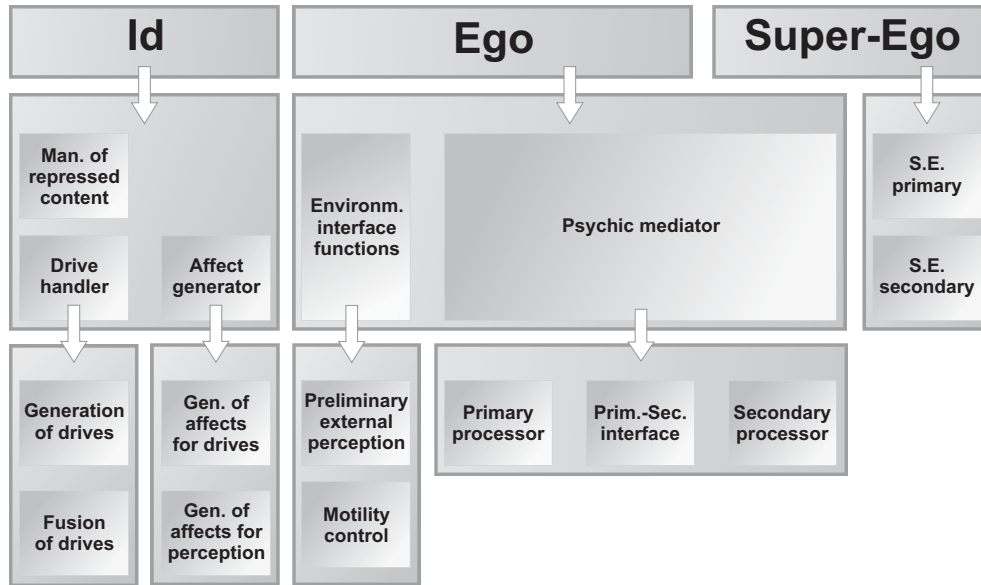 Id
Ego
Super-Ego
Man. of
repressed
content
Drive
handler
Affect
generator
Environm.
interface
functions
Psychic mediator
S.E.
primary
S.E.
secondary
Generation
of drives
Fusion
of drives
Gen. of
affects
for drives
Gen. of
affects for
perception
Preliminary
external
perception
Motility
control
Primary
processor
Prim.-Sec.
interface
Secondary
processor